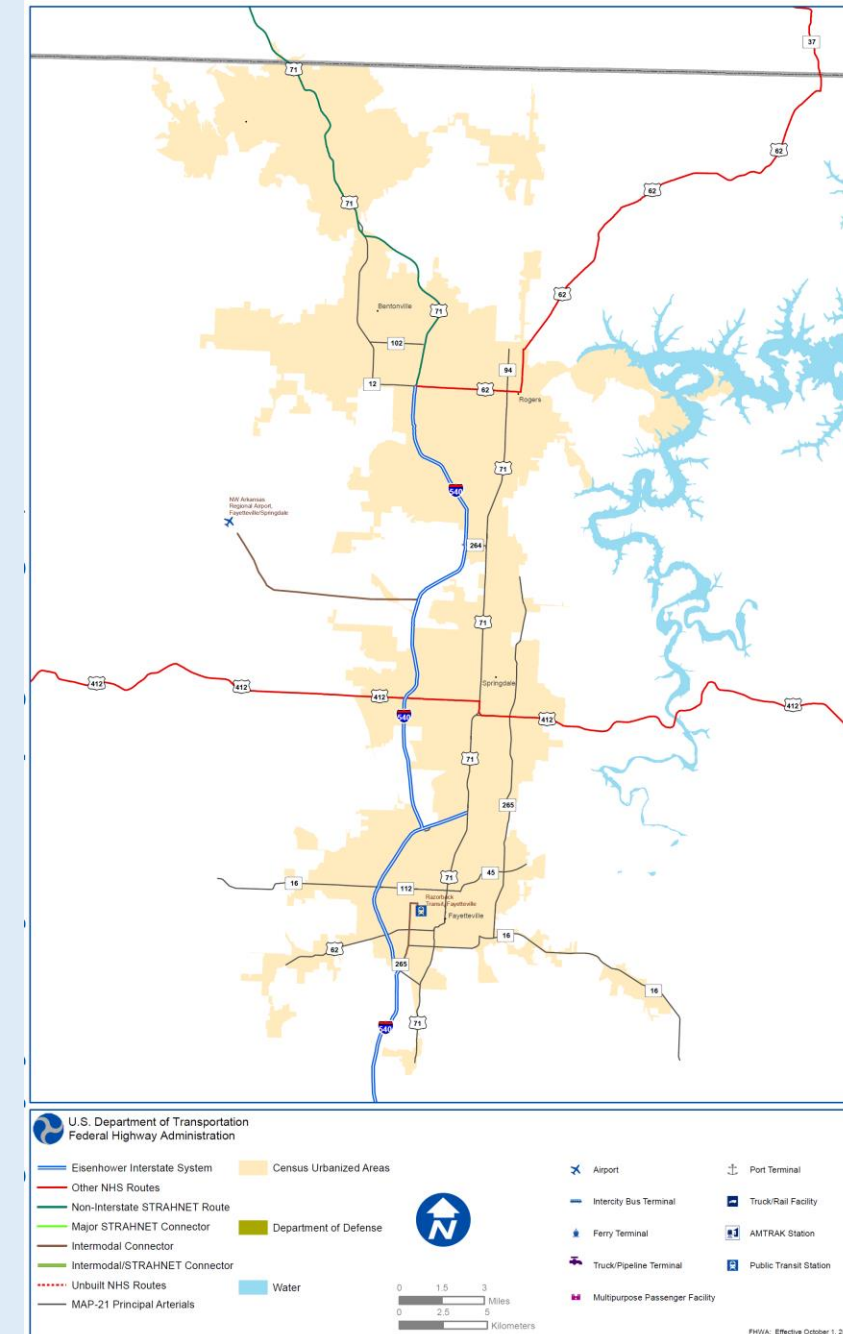 37
71
62
62
71
62
Bentonville
71
102
94
12
62
Rogers
71
540
NW Arkansas
Regional Airport,
Fayetteville/Springdale
264
71
Springdale
412
412
412
540
412
412
71
265
45
16
71
112
Razorback
Transit, Fayetteville
Fayetteville
16
62
265
16
71
540
U.S. Department of Transportation
Federal Highway Administration
Eisenhower Interstate System
Other NHS Routes
Non-Interstate STRAHNET Route
Major STRAHNET Connector
Intermodal Connector
Intermodal/STRAHNET Connector
Unbuilt NHS Routes
MAP-21 Principal Arterials
Census Urbanized Areas
Department of Defense
Water
N
0 1.5 3
Miles
0 2.5 5
Kilometers
Airport
Intercity Bus Terminal
Ferry Terminal
Truck/Pipeline Terminal
Multipurpose Passenger Facility
Port Terminal
Truck/Rail Facility
AMTRAK Station
Public Transit Station
FHWA: Effective October 1, 2